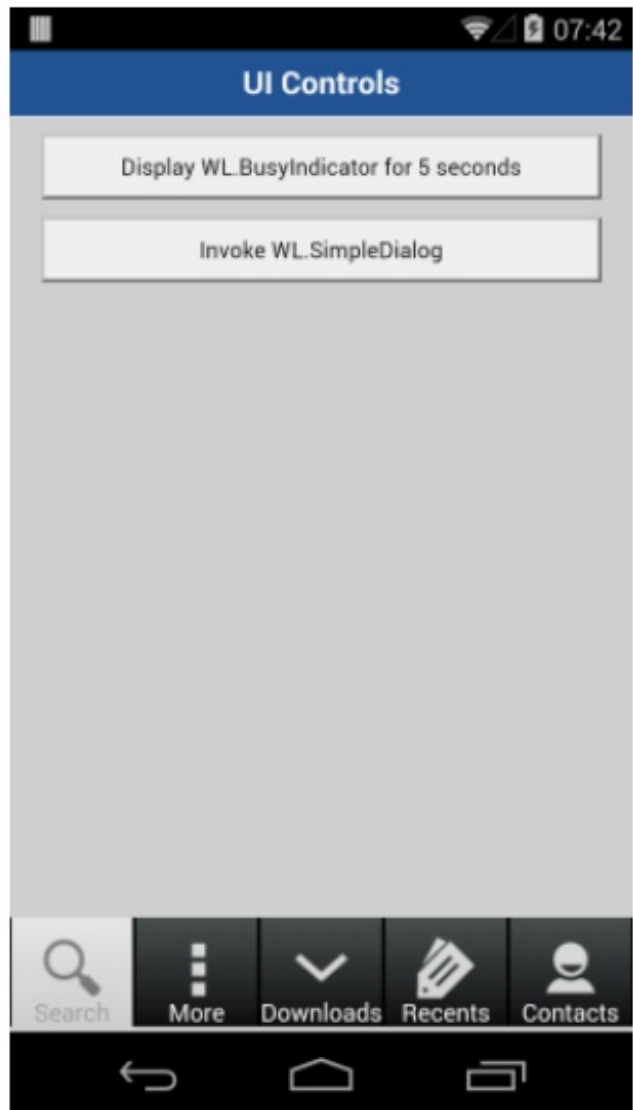 07:42
UI Controls
Display WL.BusyIndicator for 5 seconds
Invoke WL.SimpleDialog
Search More Downloads Recents Contacts